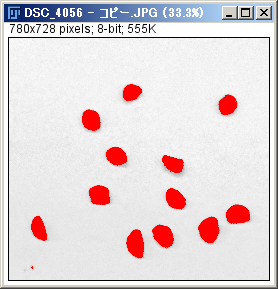 DSC_4056 - コピー.JPG (33.3%)
780x728 pixels; 8-bit; 555K